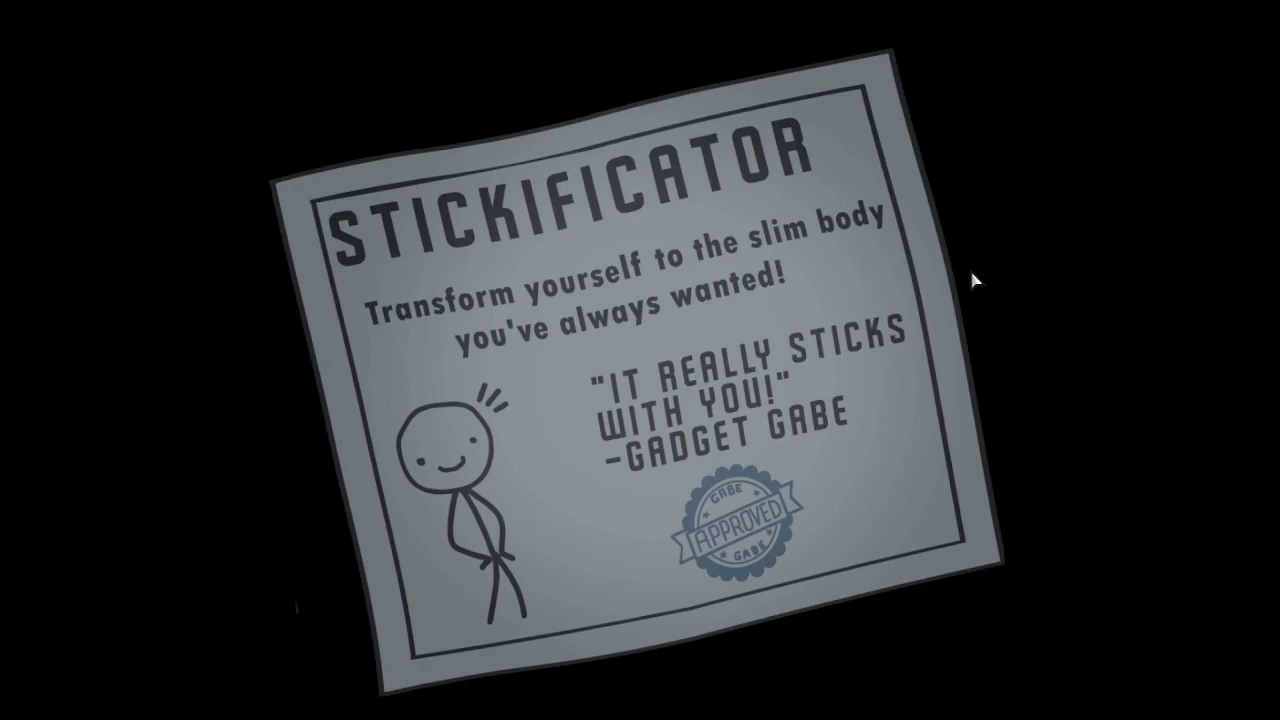 STICKIFICATOR
Transform yourself to the slim body
you've always wanted!
"IT REALLY STICKS
WITH YOU!"
-GADGET GABE
GABE
APPROVED
GABE